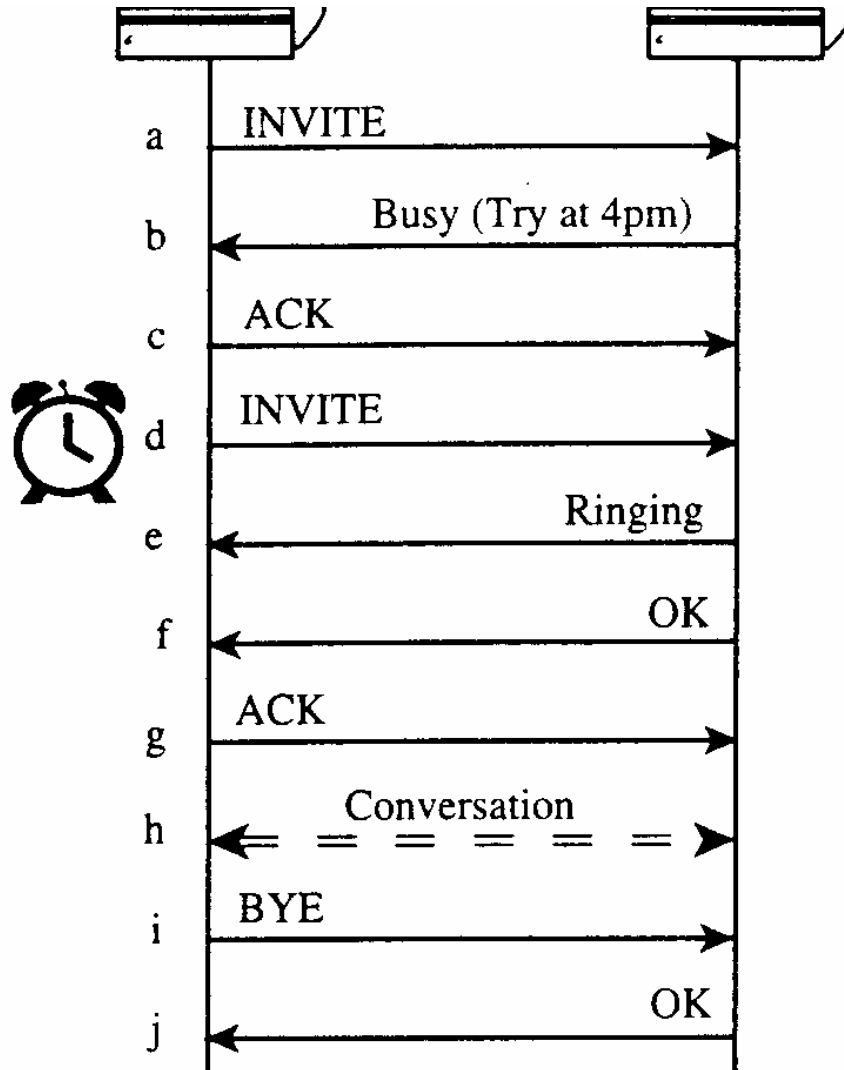 a INVITE
b Busy (Try at 4pm)
c ACK
d INVITE
e Ringing
f OK
g ACK
h Conversation
i BYE
j OK